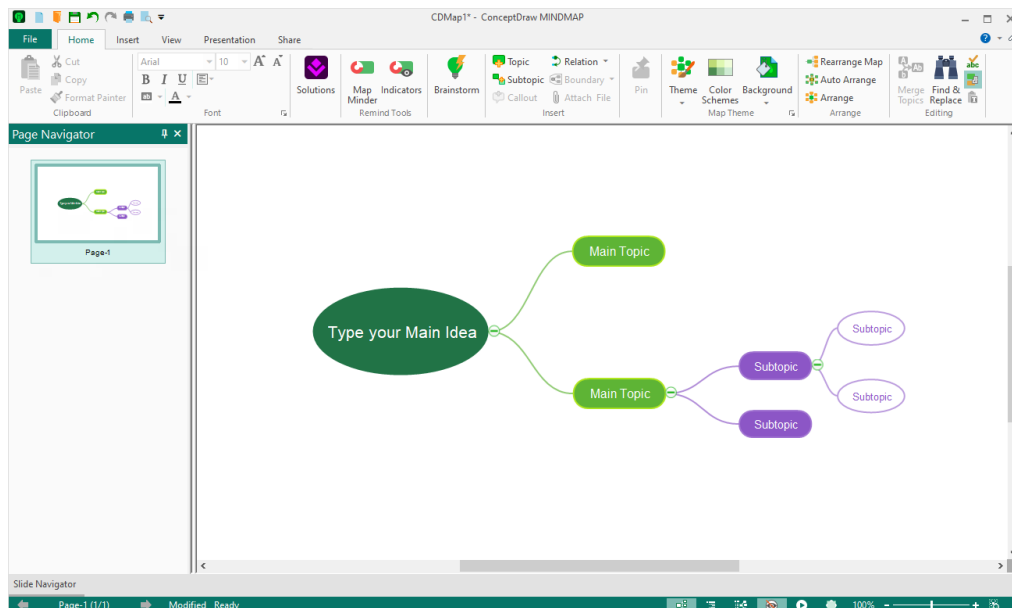 CDMap1* - ConceptDraw MINDMAP
File Home Insert View Presentation Share
Paste
Cut
Copy
Format Painter
Clipboard
Arial 10 A A
B I U
ab A
Font
Solutions
Map Minder
Indicators
Remind Tools
Brainstorm
Topic Relation
Subtopic Boundary
Callout Attach File
Insert
Pin
Theme
Color Schemes
Background
Map Theme
Rearrange Map
Auto Arrange
Arrange
Arrange
Merge Topics
Find & Replace
abc
Editing
Page Navigator
Page-1
Main Topic
Type your Main Idea
Subtopic
Subtopic
Main Topic
Subtopic
Subtopic
Slide Navigator
Page-1 (1/1) Modified Ready 100%